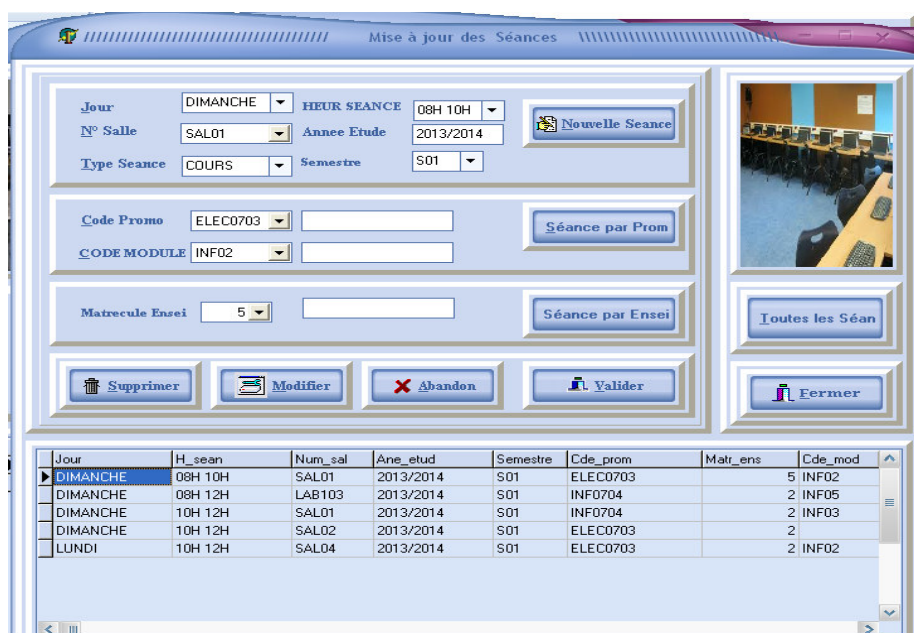 Mise à jour des Séances
Jour DIMANCHE HEUR SEANCE 08H 10H
Nouvelle Seance
N° Salle SAL01 Annee Etude 2013/2014
Type Seance COURS Semestre S01
Code Promo ELEC0703
Séance par Prom
CODE MODULE INF02
Matrecule Ensei 5
Séance par Ensei
Toutes les Séan
Supprimer Modifier Abandon Valider
Fermer
Jour H_sean Num_sal Ane_etud Semestre Cde_prom Matr_ens Cde_mod
DIMANCHE 08H 10H SAL01 2013/2014 S01 ELEC0703 5 INF02
DIMANCHE 08H 12H LAB103 2013/2014 S01 INF0704 2 INF05
DIMANCHE 10H 12H SAL01 2013/2014 S01 INF0704 2 INF03
DIMANCHE 10H 12H SAL02 2013/2014 S01 ELEC0703 2
LUNDI 10H 12H SAL04 2013/2014 S01 ELEC0703 2 INF02